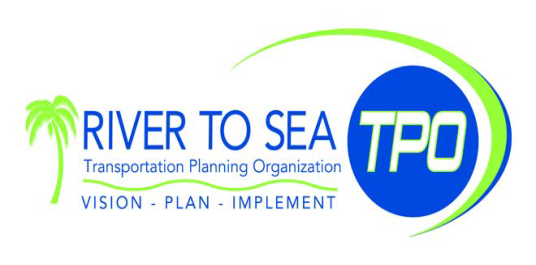 RIVER TO SEA
Transportation Planning Organization
VISION - PLAN - IMPLEMENT
TPO